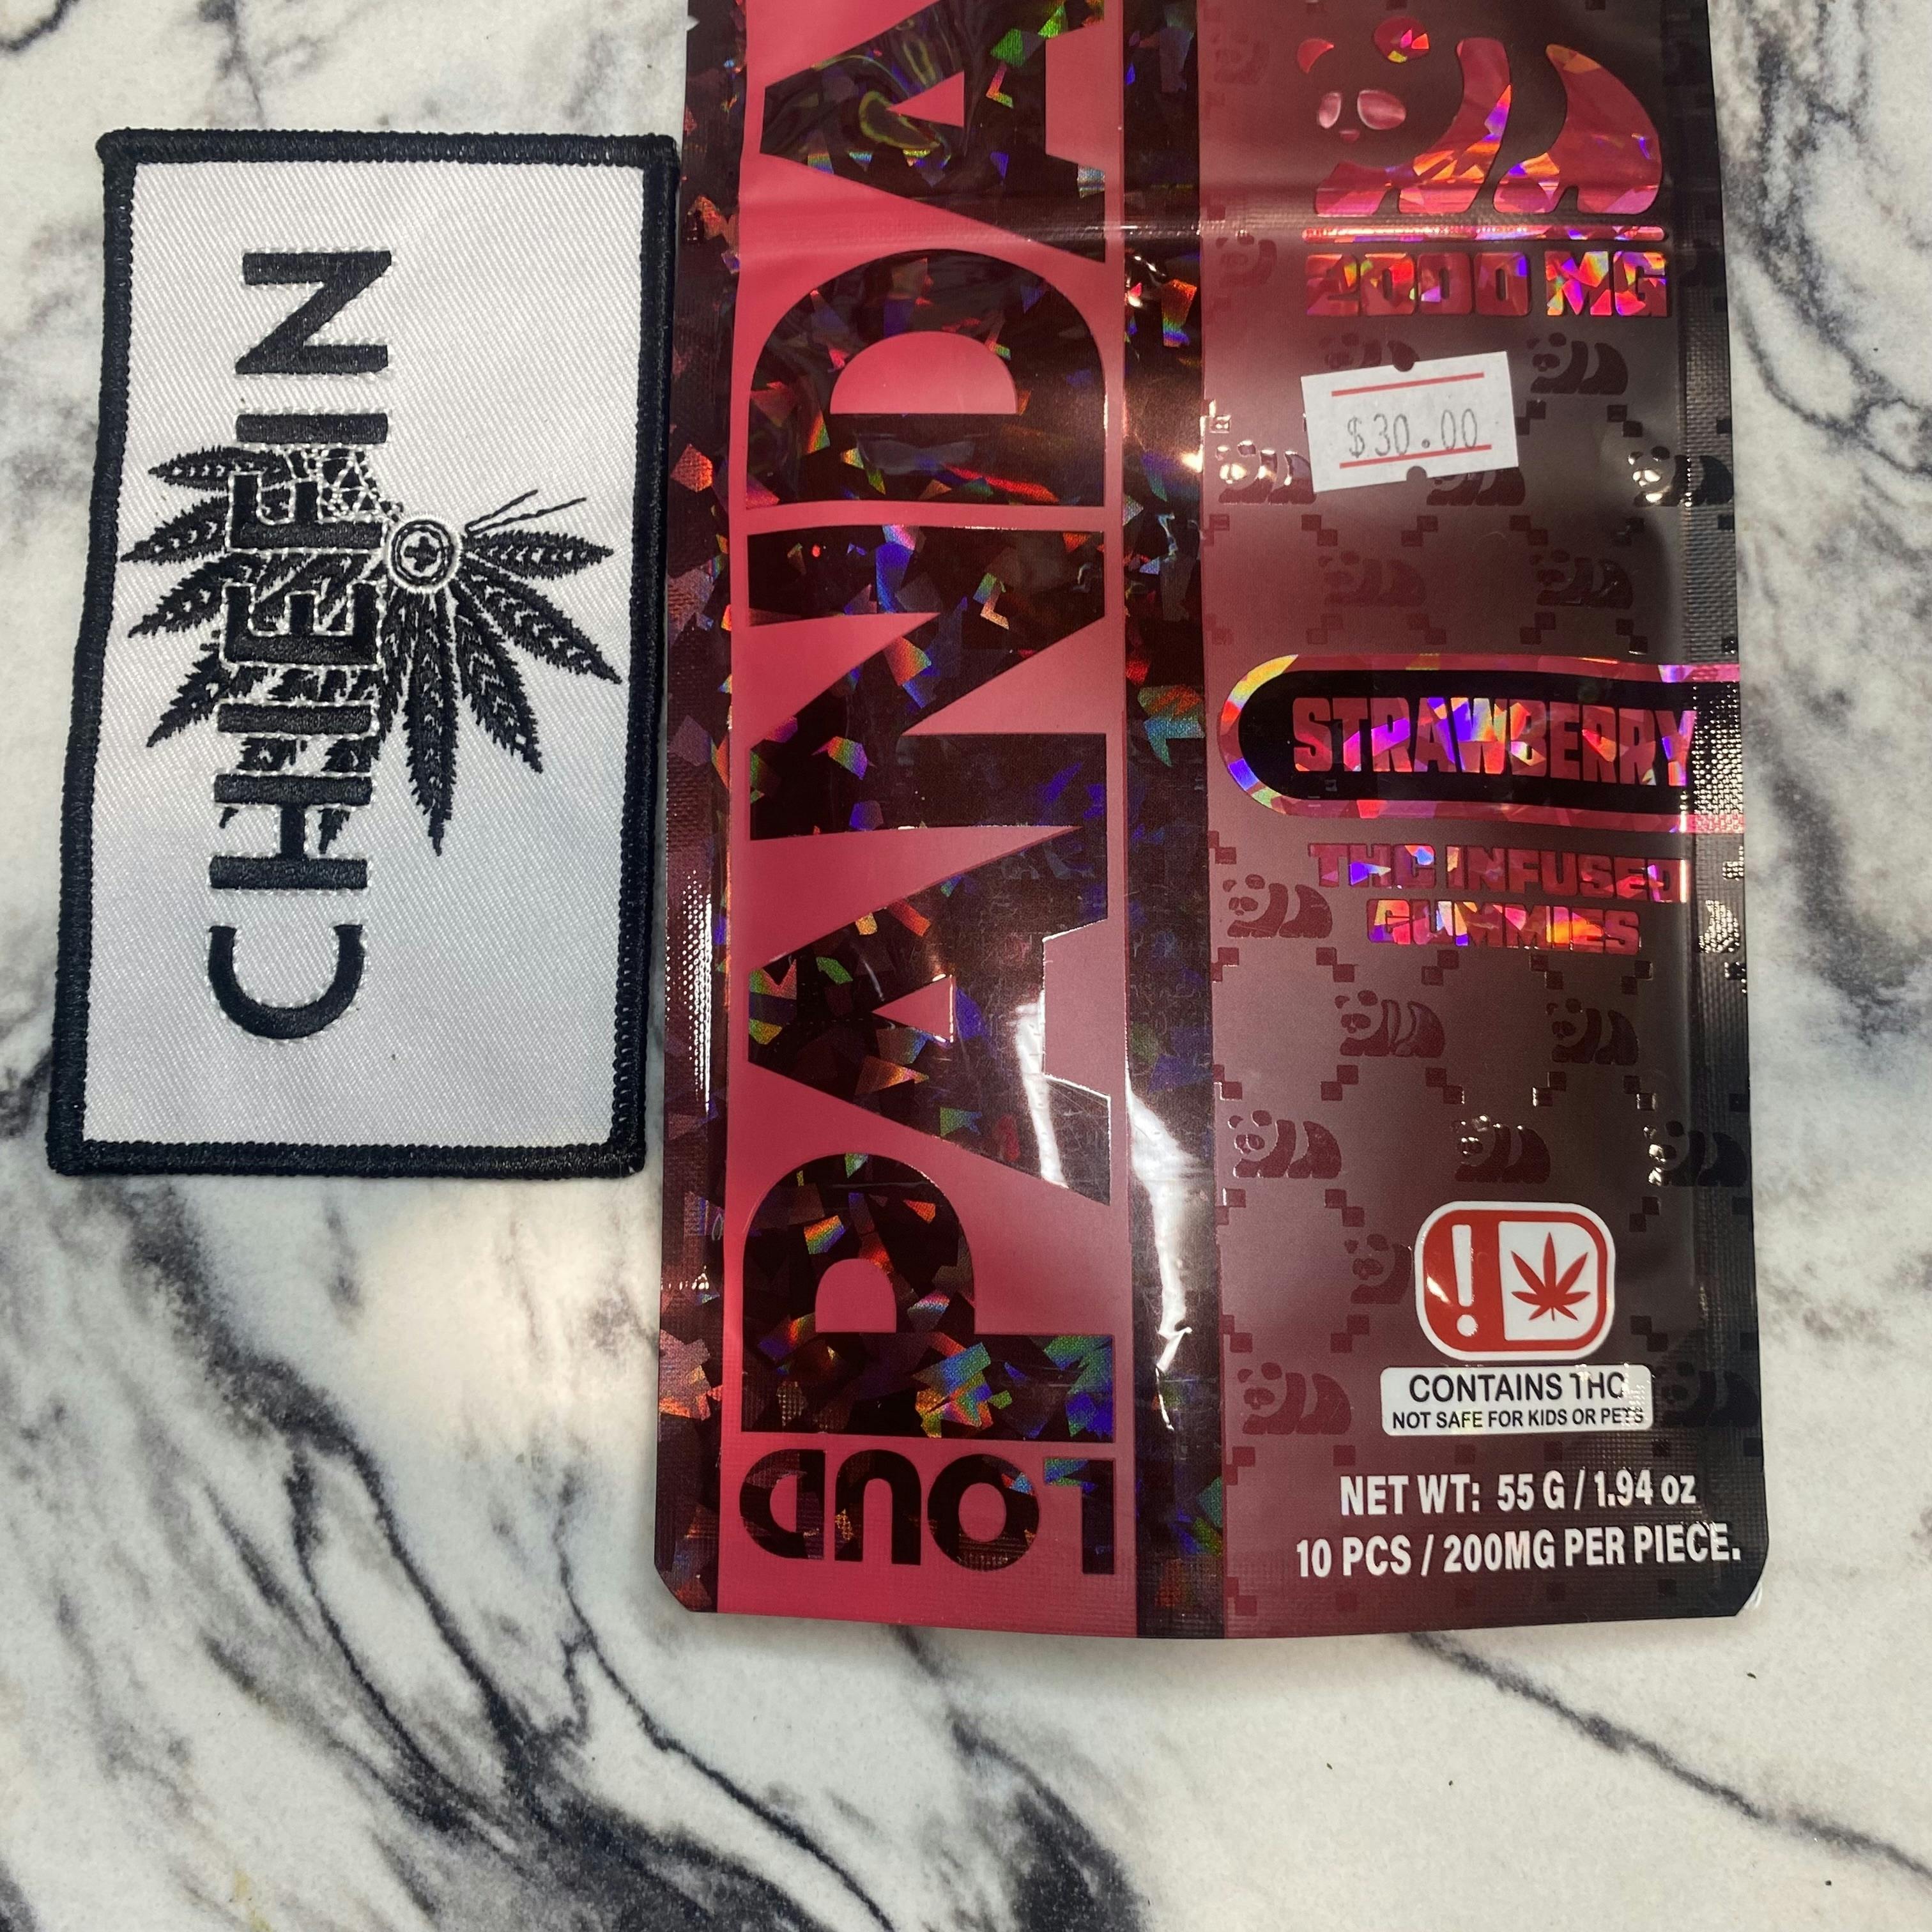 CHIEFIN
LOUD
PANDA
2000 MG
$30.00
STRAWBERRY
THC INFUSED
GUMMIES
CONTAINS THC
NOT SAFE FOR KIDS OR PETS
NET WT: 55 G / 1.94 oz
10 PCS / 200MG PER PIECE.